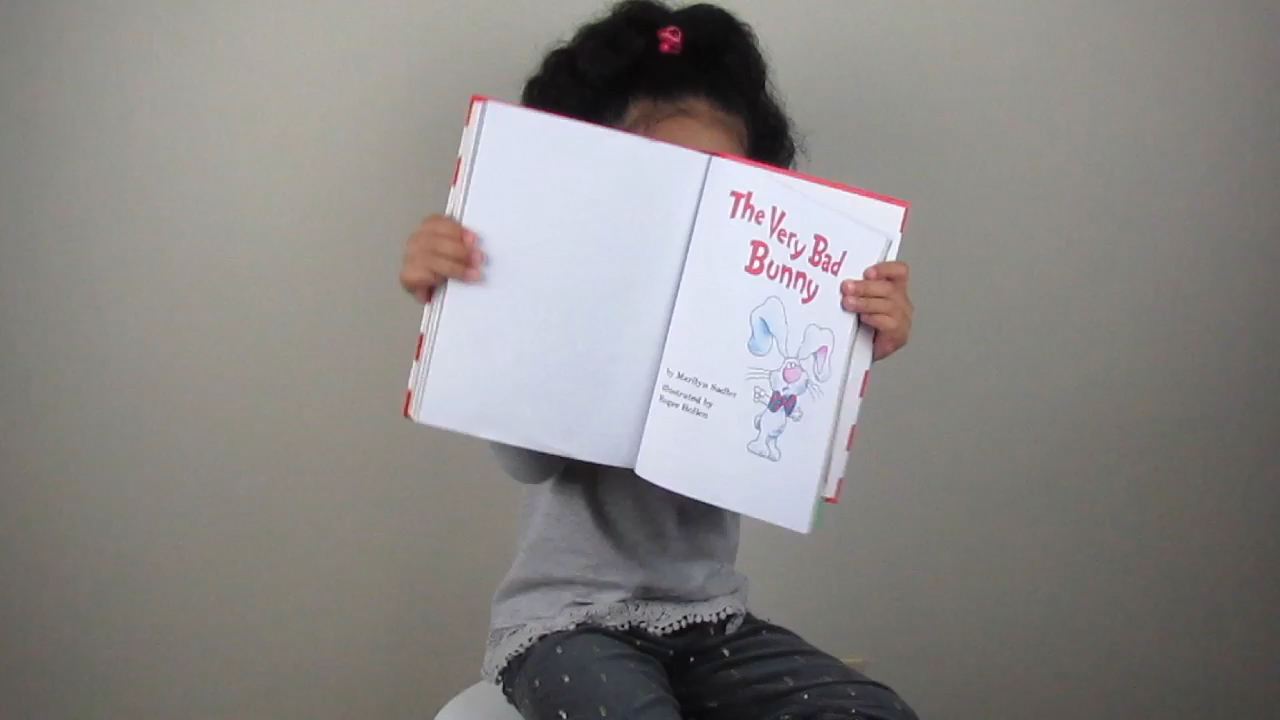 The Very Bad
Bunny
by Marilyn Sadler
illustrated by
Roger Bollen